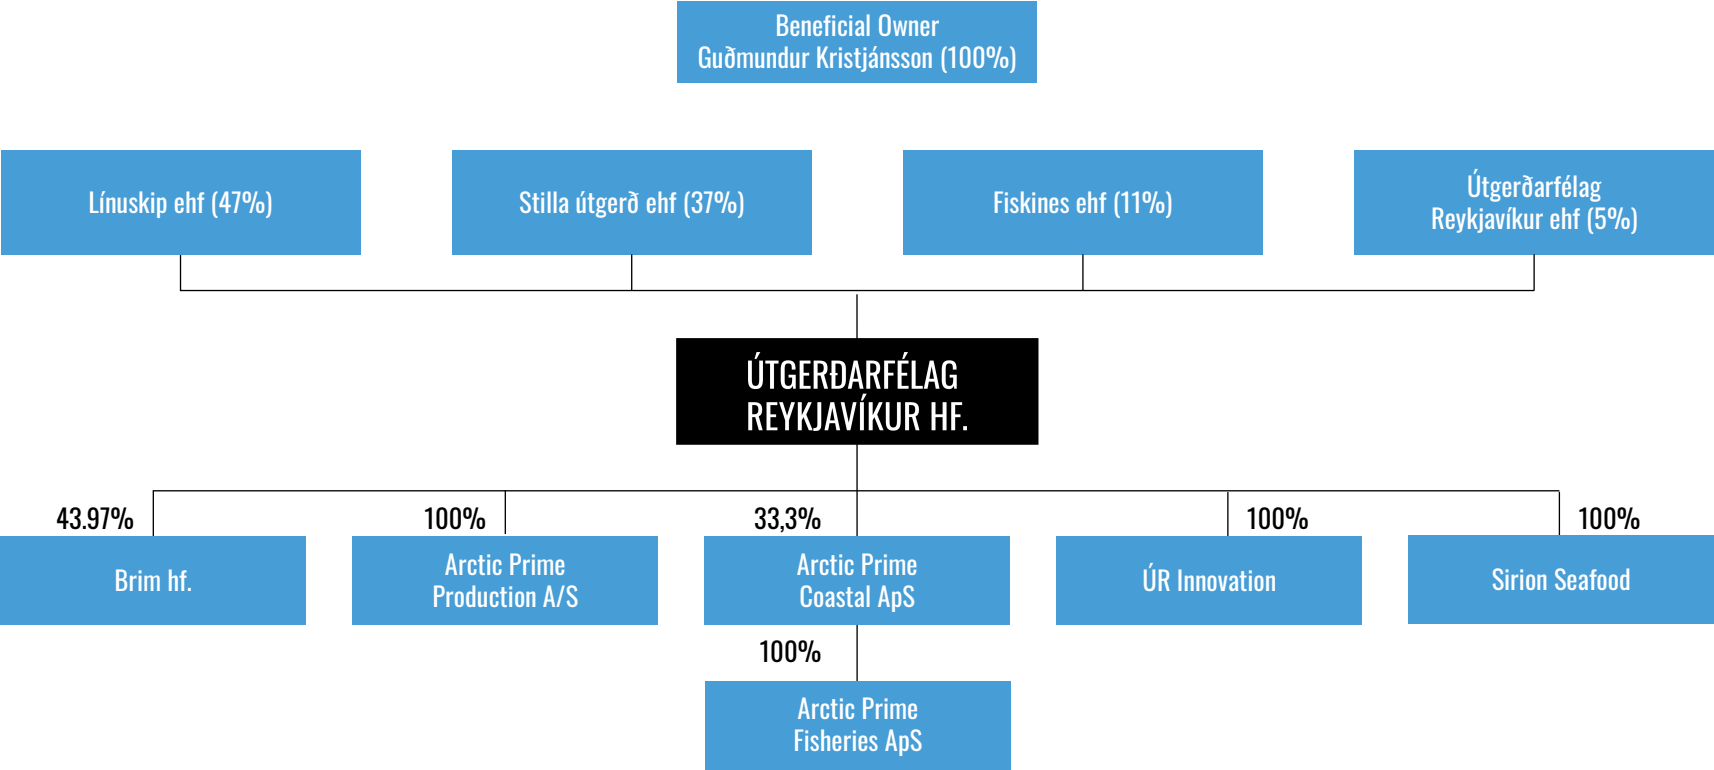 Beneficial Owner
Guðmundur Kristjánsson (100%)
Línuskip ehf (47%)
Stilla útgerð ehf (37%)
Fiskines ehf (11%)
Útgerðarfélag
Reykjavíkur ehf (5%)
ÚTGERÐARFÉLAG
REYKJAVÍKUR HF.
43.97%
100%
33,3%
100%
100%
Brim hf.
Arctic Prime
Production A/S
Arctic Prime
Coastal ApS
ÚR Innovation
Sirion Seafood
100%
Arctic Prime
Fisheries ApS